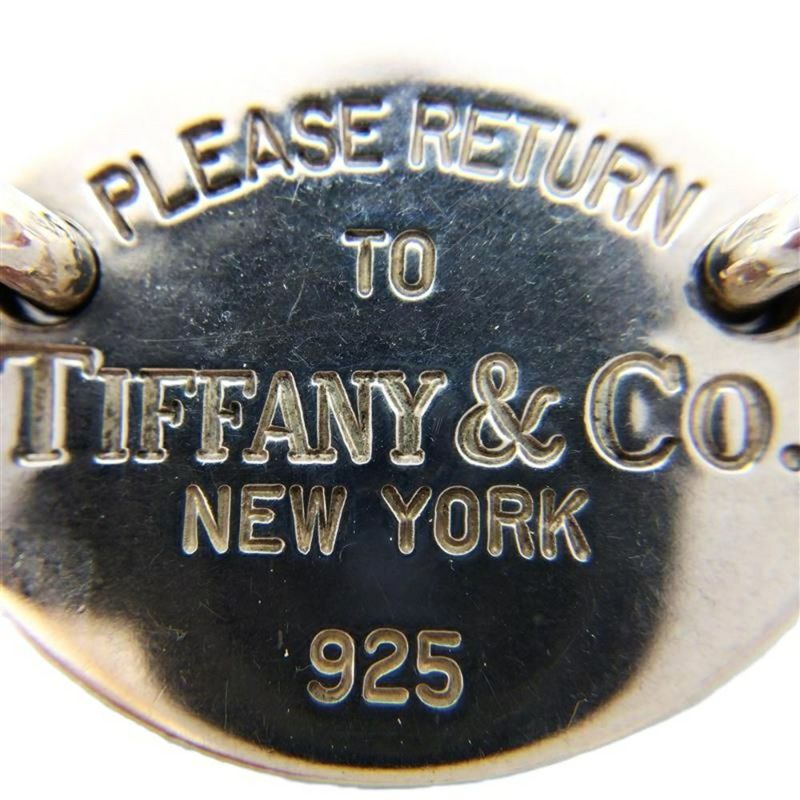 PLEASE RETURN
TO
TIFFANY & CO.
NEW YORK
925